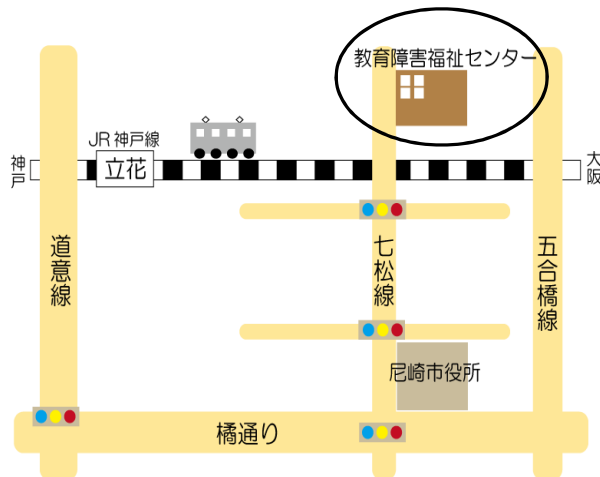 教育障害福祉センター
JR神戸線
神戸
立花
大阪
道意線
七松線
五合橋線
尼崎市役所
橘通り